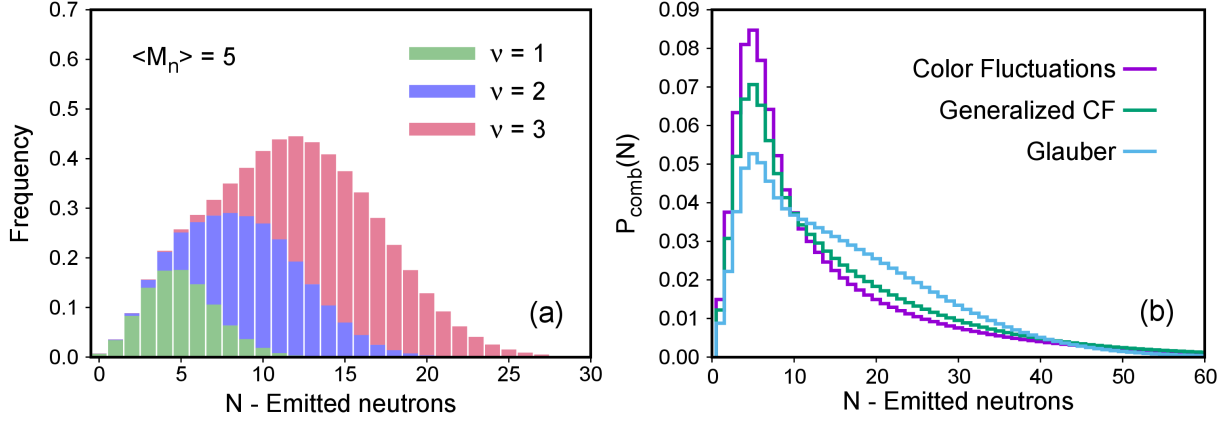 0.7
0.6
0.5
0.4
0.3
0.2
0.1
0.0
Frequency
<M_n> = 5
ν = 1
ν = 2
ν = 3
(a)
0 5 10 15 20 25 30
N - Emitted neutrons
0.09
0.08
0.07
0.06
0.05
0.04
0.03
0.02
0.01
0.00
P_comb(N)
Color Fluctuations
Generalized CF
Glauber
(b)
0 10 20 30 40 50 60
N - Emitted neutrons